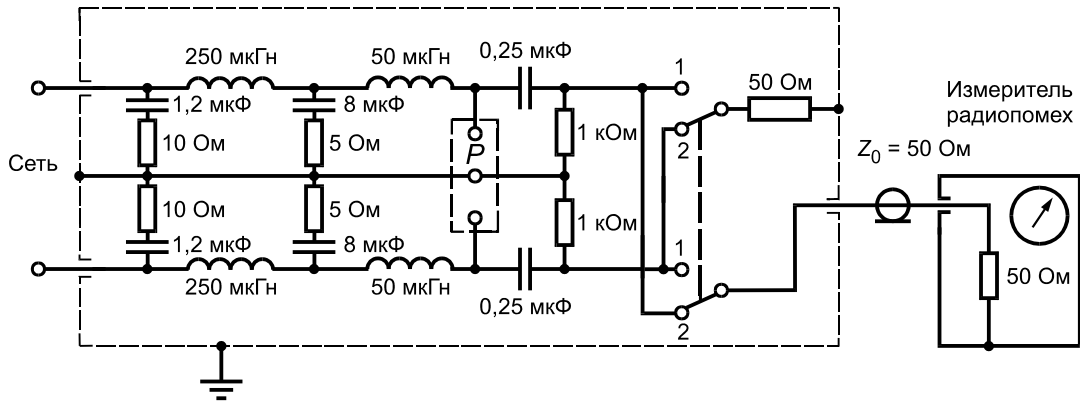 250 мкГн
50 мкГн
0,25 мкФ
1
50 Ом
Измеритель
радиопомех
1,2 мкФ
8 мкФ
10 Ом
5 Ом
P
1 кОм
2
Z0 = 50 Ом
Сеть
10 Ом
5 Ом
1 кОм
1,2 мкФ
8 мкФ
1
50 Ом
250 мкГн
50 мкГн
0,25 мкФ
2